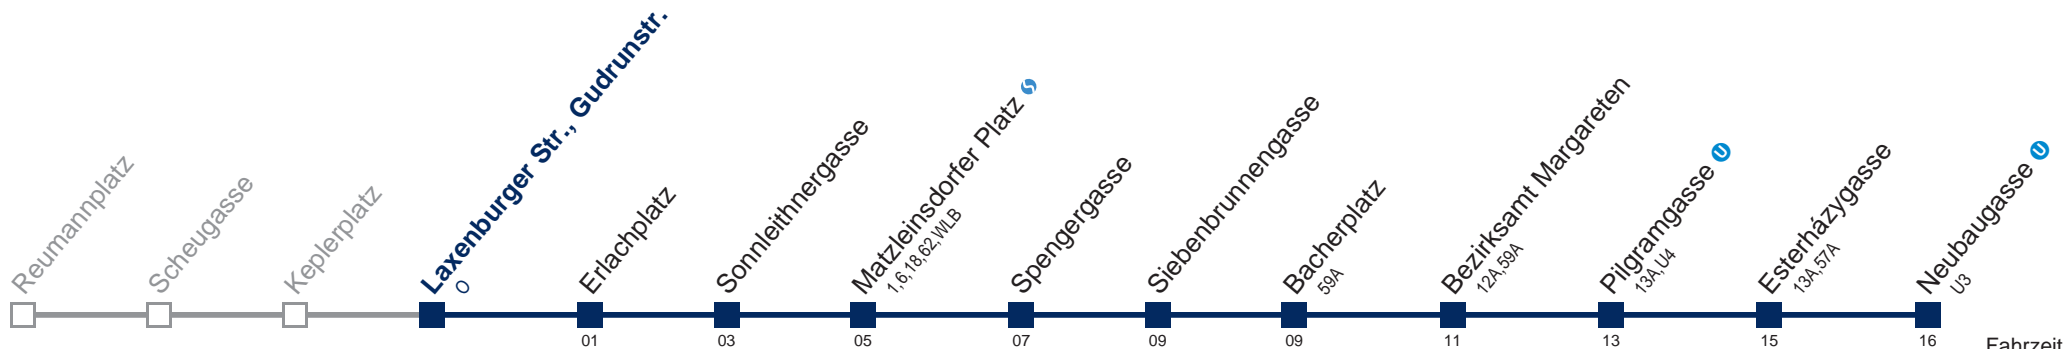 Reumannplatz
Scheugasse
Keplerplatz
Laxenburger Str., Gudrunstr.
O
Erlachplatz
Sonnleithnergasse
Matzleinsdorfer Platz S
1,6,18,62,WLB
Spengergasse
Siebenbrunnengasse
Bacherplatz
59A
Bezirksamt Margareten
12A,59A
Pilgramgasse U
13A,U4
Esterházygasse
13A,57A
Neubaugasse U
U3
01 03 05 07 09 09 11 13 15 16 Fahrzeit